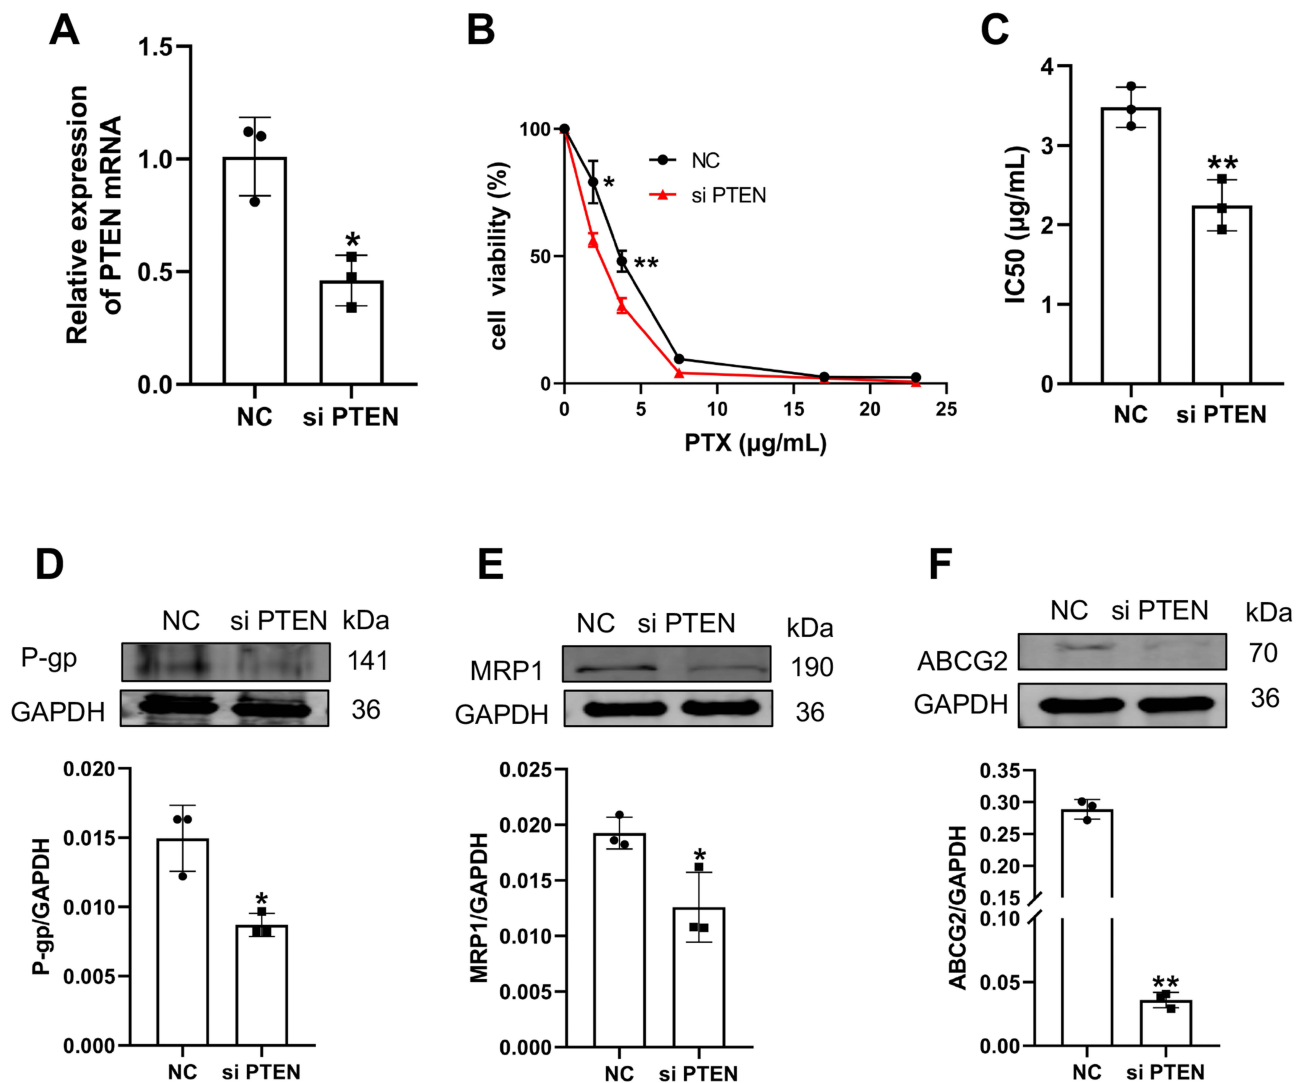 A
Relative expression
of PTEN mRNA
1.5
1.0
0.5
0.0
*
NC
si PTEN
B
cell viability (%)
100
50
0
NC
si PTEN
*
**
0
5
10
15
20
25
PTX (µg/mL)
C
IC50 (µg/mL)
4
3
2
1
0
**
NC
si PTEN
D
NC si PTEN kDa
P-gp 141
GAPDH 36
P-gp/GAPDH
0.020
0.015
0.010
0.005
0.000
*
NC
si PTEN
E
NC si PTEN kDa
MRP1 190
GAPDH 36
MRP1/GAPDH
0.025
0.020
0.015
0.010
0.005
0.000
*
NC
si PTEN
F
NC si PTEN kDa
ABCG2 70
GAPDH 36
ABCG2/GAPDH
0.35
0.30
0.25
0.20
0.15
0.10
0.05
0.00
**
NC
si PTEN